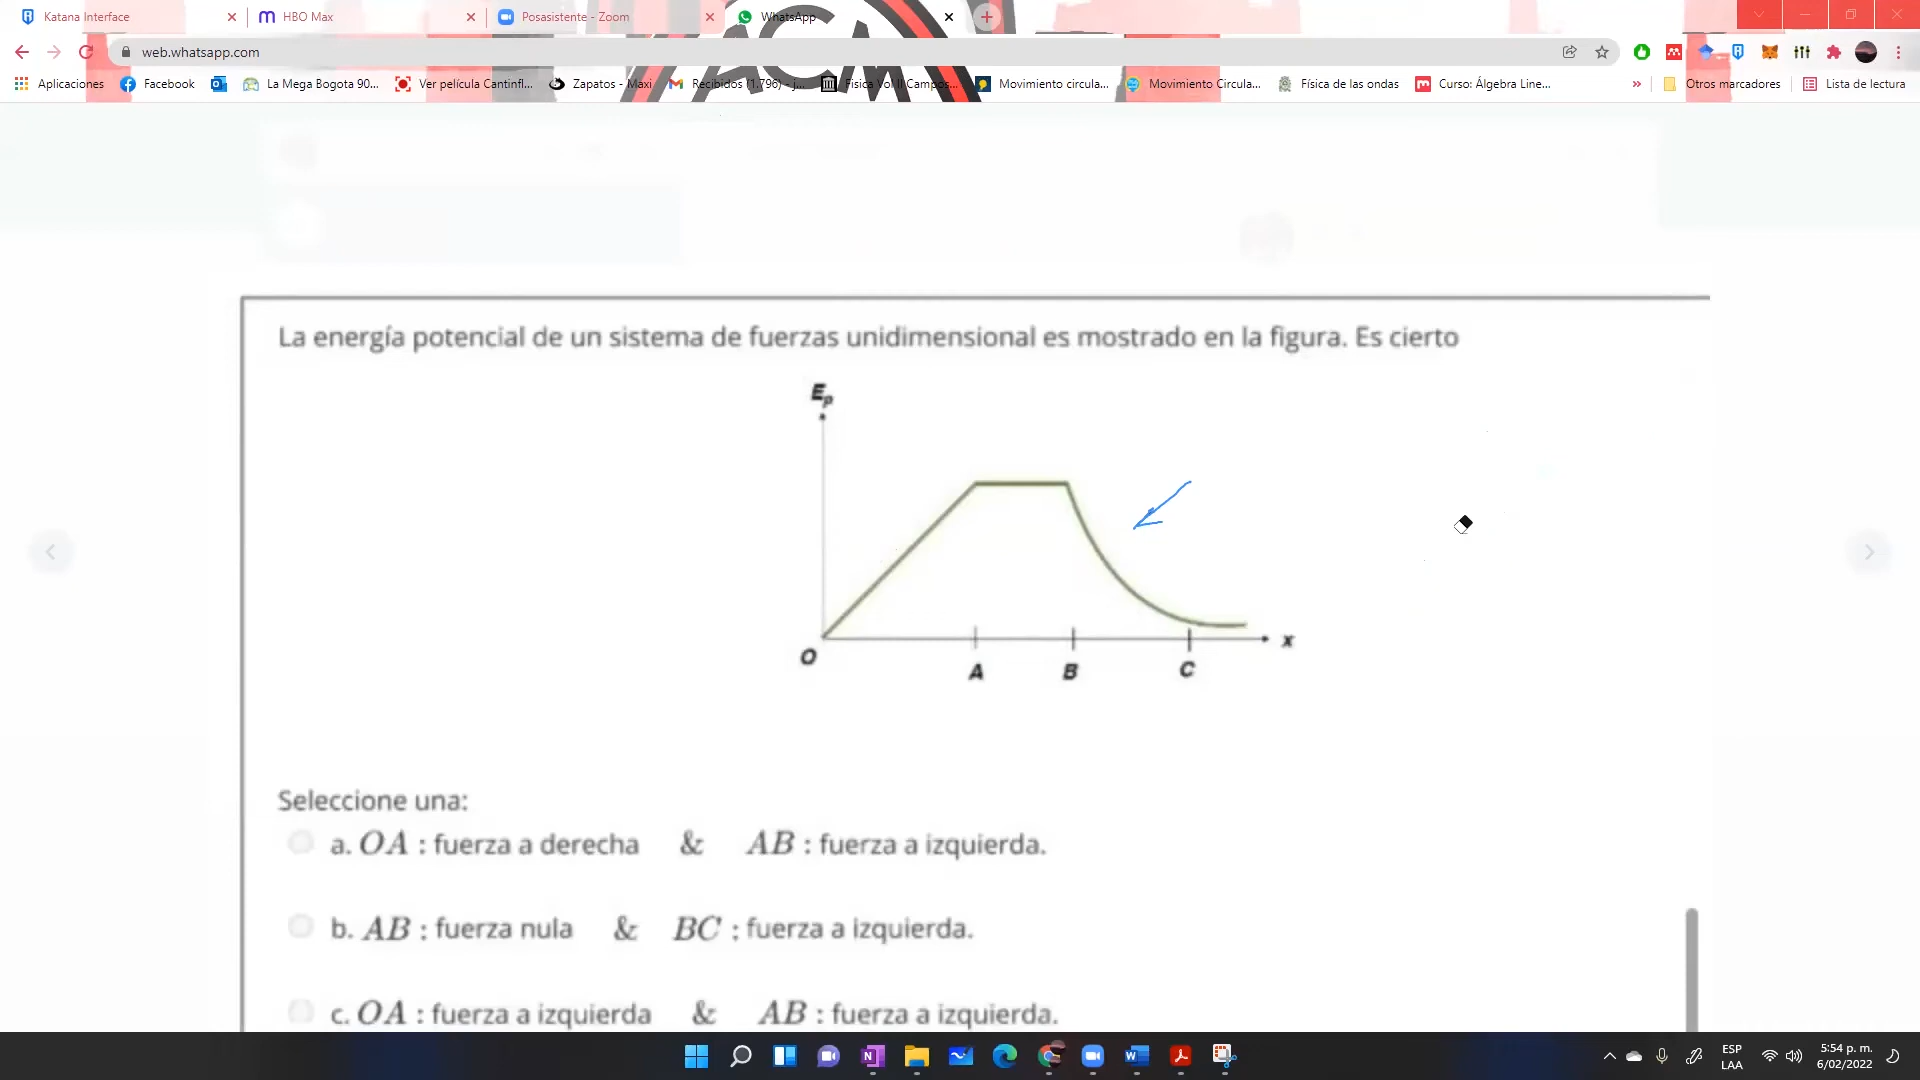 Katana Interface
HBO Max
Posasistente - Zoom
WhatsApp
web.whatsapp.com
Aplicaciones
Facebook
La Mega Bogota 90...
Ver película Cantinfl...
Zapatos - Maxi
Recibidos (1.796) - j...
Física Vol II Campos...
Movimiento circula...
Movimiento Circula...
Física de las ondas
Curso: Álgebra Line...
»
Otros marcadores
Lista de lectura
La energía potencial de un sistema de fuerzas unidimensional es mostrado en la figura. Es cierto
Ep
O
A
B
C
x
Seleccione una:
a. OA : fuerza a derecha & AB : fuerza a izquierda.
b. AB : fuerza nula & BC : fuerza a izquierda.
c. OA : fuerza a izquierda & AB : fuerza a izquierda.
ESP
LAA
5:54 p. m.
6/02/2022